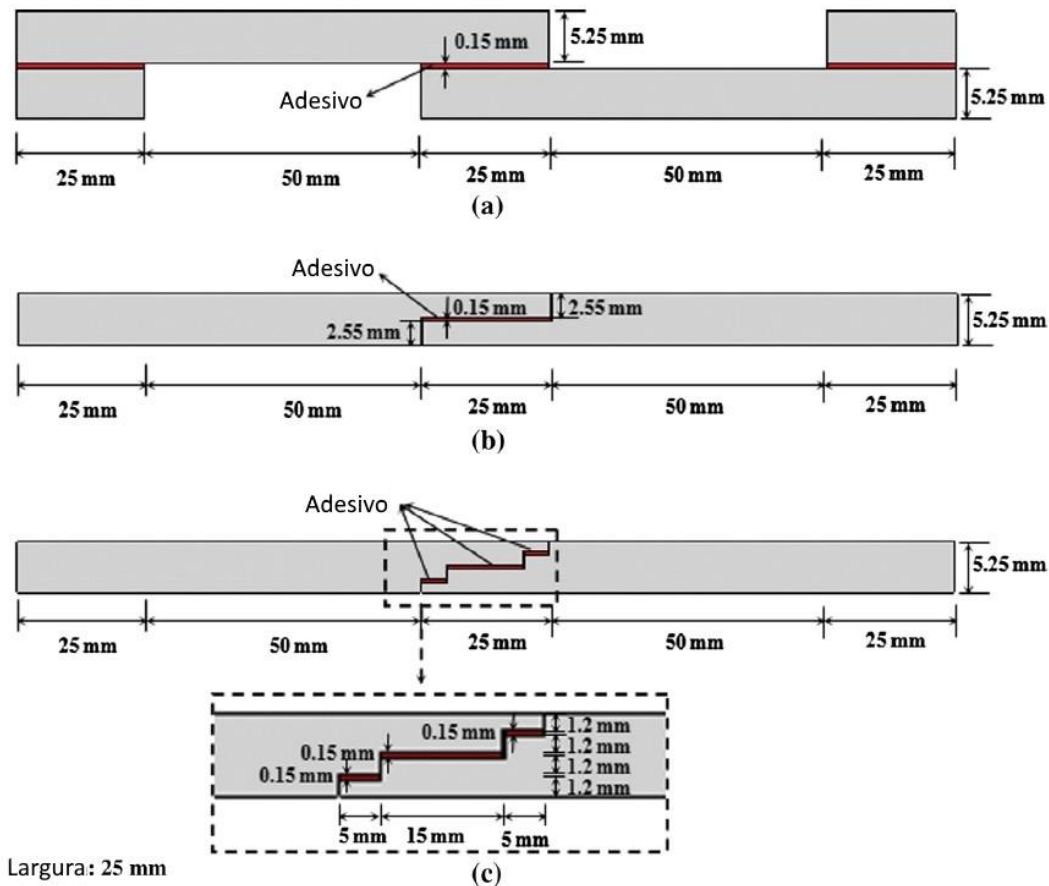 5.25 mm
0.15 mm
Adesivo
5.25 mm
25 mm 50 mm 25 mm 50 mm 25 mm
(a)
Adesivo
0.15 mm
2.55 mm
2.55 mm
5.25 mm
25 mm 50 mm 25 mm 50 mm 25 mm
(b)
Adesivo
5.25 mm
25 mm 50 mm 25 mm 50 mm 25 mm
0.15 mm
0.15 mm
0.15 mm
1.2 mm
1.2 mm
1.2 mm
1.2 mm
5 mm 15 mm 5 mm
Largura: 25 mm
(c)